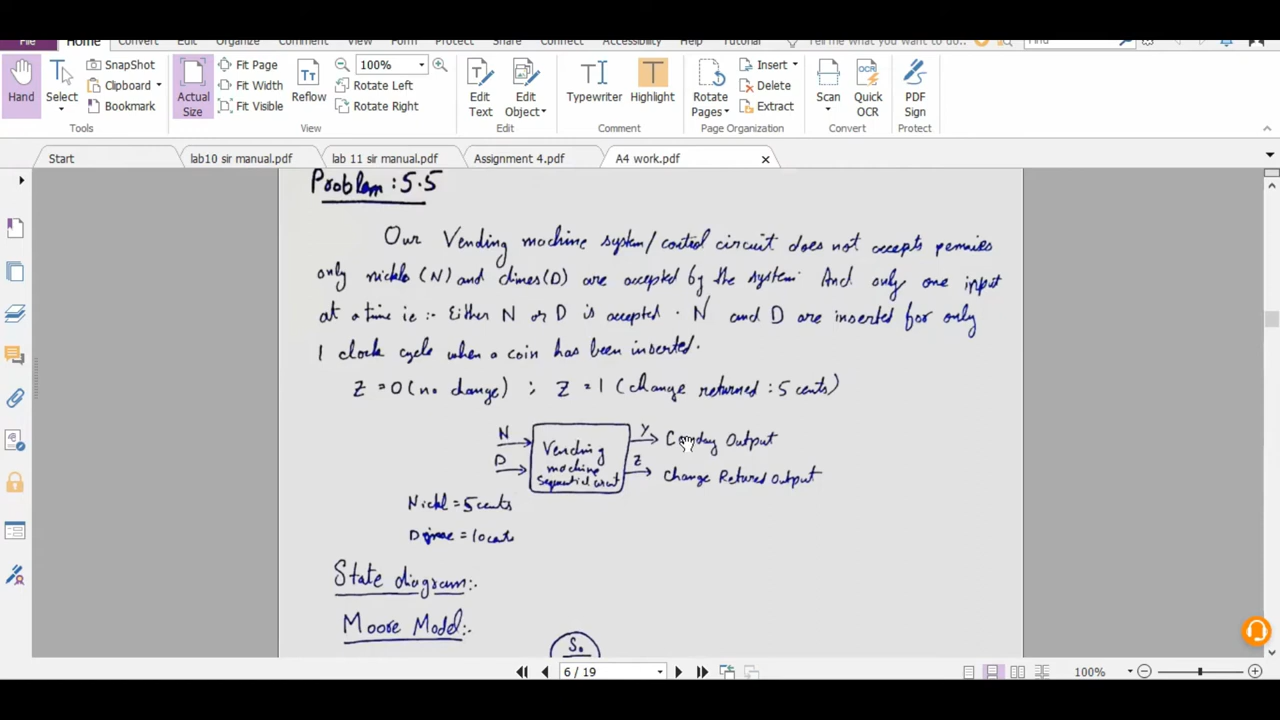 File Home Convert Edit Organize Comment View Form Protect Share Connect Accessibility Help Tutorial Tell me what you want to do... Find
Hand Select SnapShot Clipboard Bookmark Actual Size Fit Page Fit Width Fit Visible Reflow 100% Rotate Left Rotate Right Edit Text Edit Object Typewriter Highlight Rotate Pages Insert Delete Extract Scan Quick OCR PDF Sign
Tools View Edit Comment Page Organization Convert Protect
Start lab10 sir manual.pdf lab 11 sir manual.pdf Assignment 4.pdf A4 work.pdf
Problem : 5.5
Our Vending machine system/control circuit does not accepts pennies
only nickle (N) and dimes(D) are accepted by the system. And only one input
at a time ie :- Either N or D is accepted . N and D are inserted for only
1 clock cycle when a coin has been inserted.
Z = 0 (no change) ; Z = 1 (change returned : 5 cents)
N
D
Vending
machine
Sequential circuit
Y
Output
Z
Change Output
Nickl = 5 cents
State diagram:-
Moore Model:-
S0
6 / 19 100%